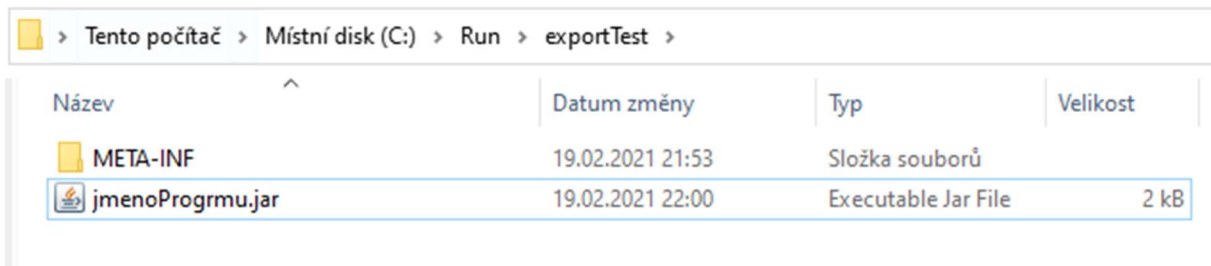 Tento počítač > Místní disk (C:) > Run > exportTest >
Název Datum změny Typ Velikost
META-INF 19.02.2021 21:53 Složka souborů
jmenoProgrmu.jar 19.02.2021 22:00 Executable Jar File 2 kB